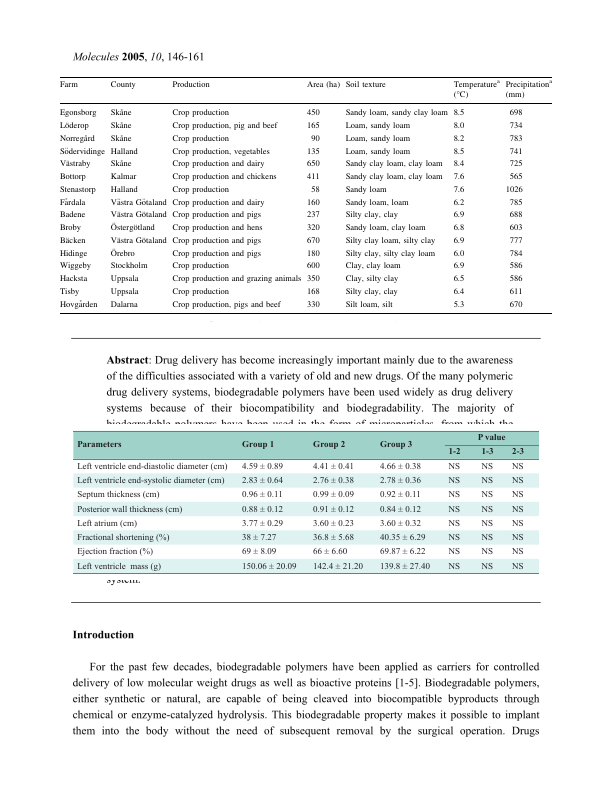 Molecules 2005, 10, 146-161
Farm County Production Area (ha) Soil texture Temperatureª Precipitationª
(°C) (mm)
Egonsborg Skåne Crop production 450 Sandy loam, sandy clay loam 8.5 698
Löderop Skåne Crop production, pig and beef 165 Loam, sandy loam 8.0 734
Norregård Skåne Crop production 90 Loam, sandy loam 8.2 783
Södervidinge Halland Crop production, vegetables 135 Loam, sandy loam 8.5 741
Västraby Skåne Crop production and dairy 650 Sandy clay loam, clay loam 8.4 725
Bottorp Kalmar Crop production and chickens 411 Sandy clay loam, sandy clay loam 7.6 565
Stenastorp Halland Crop production 58 Sandy loam 7.6 1026
Fårdala Västra Götaland Crop production and dairy 160 Sandy loam, loam 6.2 785
Badene Västra Götaland Crop production and pigs 237 Silty clay, clay 6.9 688
Broby Östergötland Crop production and hens 320 Sandy loam, clay loam 6.8 603
Bäcken Västra Götaland Crop production and pigs 670 Silty clay loam, silty clay 6.9 777
Hidinge Örebro Crop production and pigs 180 Silty clay, silty clay loam 6.0 784
Wiggeby Stockholm Crop production 600 Clay, clay loam 6.9 586
Hacksta Uppsala Crop production and grazing animals 350 Clay, silty clay 6.5 586
Tisby Uppsala Crop production 168 Silty clay, clay 6.4 611
Hovgården Dalarna Crop production, pigs and beef 330 Silt loam, silt 5.3 670
Abstract: Drug delivery has become increasingly important mainly due to the awareness
of the difficulties associated with a variety of old and new drugs. Of the many polymeric
drug delivery systems, biodegradable polymers have been used widely as drug delivery
systems because of their biocompatibility and biodegradability. The majority of
biodegradable polymers have been used in the form of microparticles, from which the
Parameters Group 1 Group 2 Group 3 P value
1-2 1-3 2-3
Left ventricle end-diastolic diameter (cm) 4.59 ± 0.89 4.41 ± 0.41 4.66 ± 0.38 NS NS NS
Left ventricle end-systolic diameter (cm) 2.83 ± 0.64 2.76 ± 0.38 2.78 ± 0.36 NS NS NS
Septum thickness (cm) 0.96 ± 0.11 0.99 ± 0.09 0.92 ± 0.11 NS NS NS
Posterior wall thickness (cm) 0.88 ± 0.12 0.91 ± 0.12 0.84 ± 0.12 NS NS NS
Left atrium (cm) 3.77 ± 0.29 3.60 ± 0.23 3.60 ± 0.32 NS NS NS
Fractional shortening (%) 38 ± 7.27 36.8 ± 5.68 40.35 ± 6.29 NS NS NS
Ejection fraction (%) 69 ± 8.09 66 ± 6.60 69.87 ± 6.22 NS NS NS
Left ventricle mass (g) 150.06 ± 20.09 142.4 ± 21.20 139.8 ± 27.40 NS NS NS
system.
Introduction
For the past few decades, biodegradable polymers have been applied as carriers for controlled
delivery of low molecular weight drugs as well as bioactive proteins [1-5]. Biodegradable polymers,
either synthetic or natural, are capable of being cleaved into biocompatible byproducts through
chemical or enzyme-catalyzed hydrolysis. This biodegradable property makes it possible to implant
them into the body without the need of subsequent removal by the surgical operation. Drugs